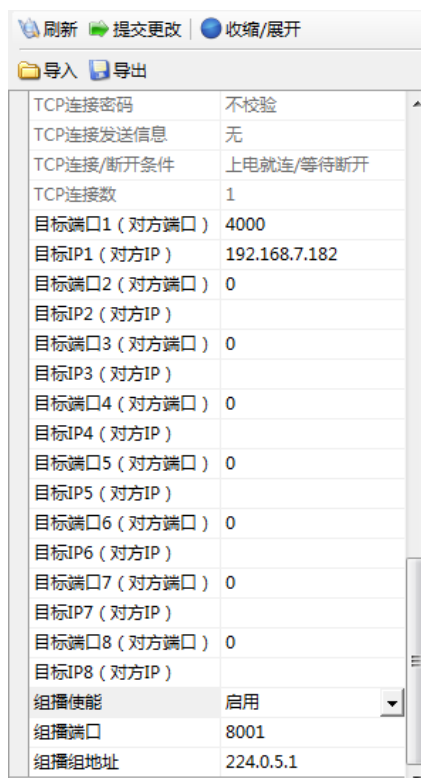 刷新 提交更改 收缩/展开
导入 导出
TCP连接密码 不校验
TCP连接发送信息 无
TCP连接/断开条件 上电就连/等待断开
TCP连接数 1
目标端口1（对方端口） 4000
目标IP1（对方IP） 192.168.7.182
目标端口2（对方端口） 0
目标IP2（对方IP）
目标端口3（对方端口） 0
目标IP3（对方IP）
目标端口4（对方端口） 0
目标IP4（对方IP）
目标端口5（对方端口） 0
目标IP5（对方IP）
目标端口6（对方端口） 0
目标IP6（对方IP）
目标端口7（对方端口） 0
目标IP7（对方IP）
目标端口8（对方端口） 0
目标IP8（对方IP）
组播使能 启用
组播端口 8001
组播组地址 224.0.5.1